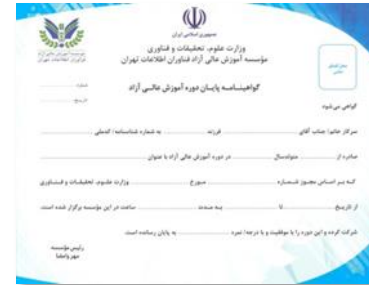 جمهوری اسلامی ایران
وزارت علوم، تحقیقات و فناوری
مؤسسه آموزش عالی آزاد فناوران اطلاعات تهران
گواهینامه پایان دوره آموزش عالی آزاد
شماره
تاریخ
گواهی می شود
سرکار خانم/ جناب آقای فرزند به شماره شناسنامه/ کدملی
صادره از متولدسال در دوره آموزش عالی آزاد با عنوان
که بر اساس مجوز شماره مورخ وزارت علوم، تحقیقات و فناوری
از تاریخ تا به مدت ساعت در این مؤسسه برگزار شده است،
شرکت کرده و این دوره را با موفقیت و با درجه/ نمره به پایان رسانده است.
رئیس مؤسسه
مهر و امضا